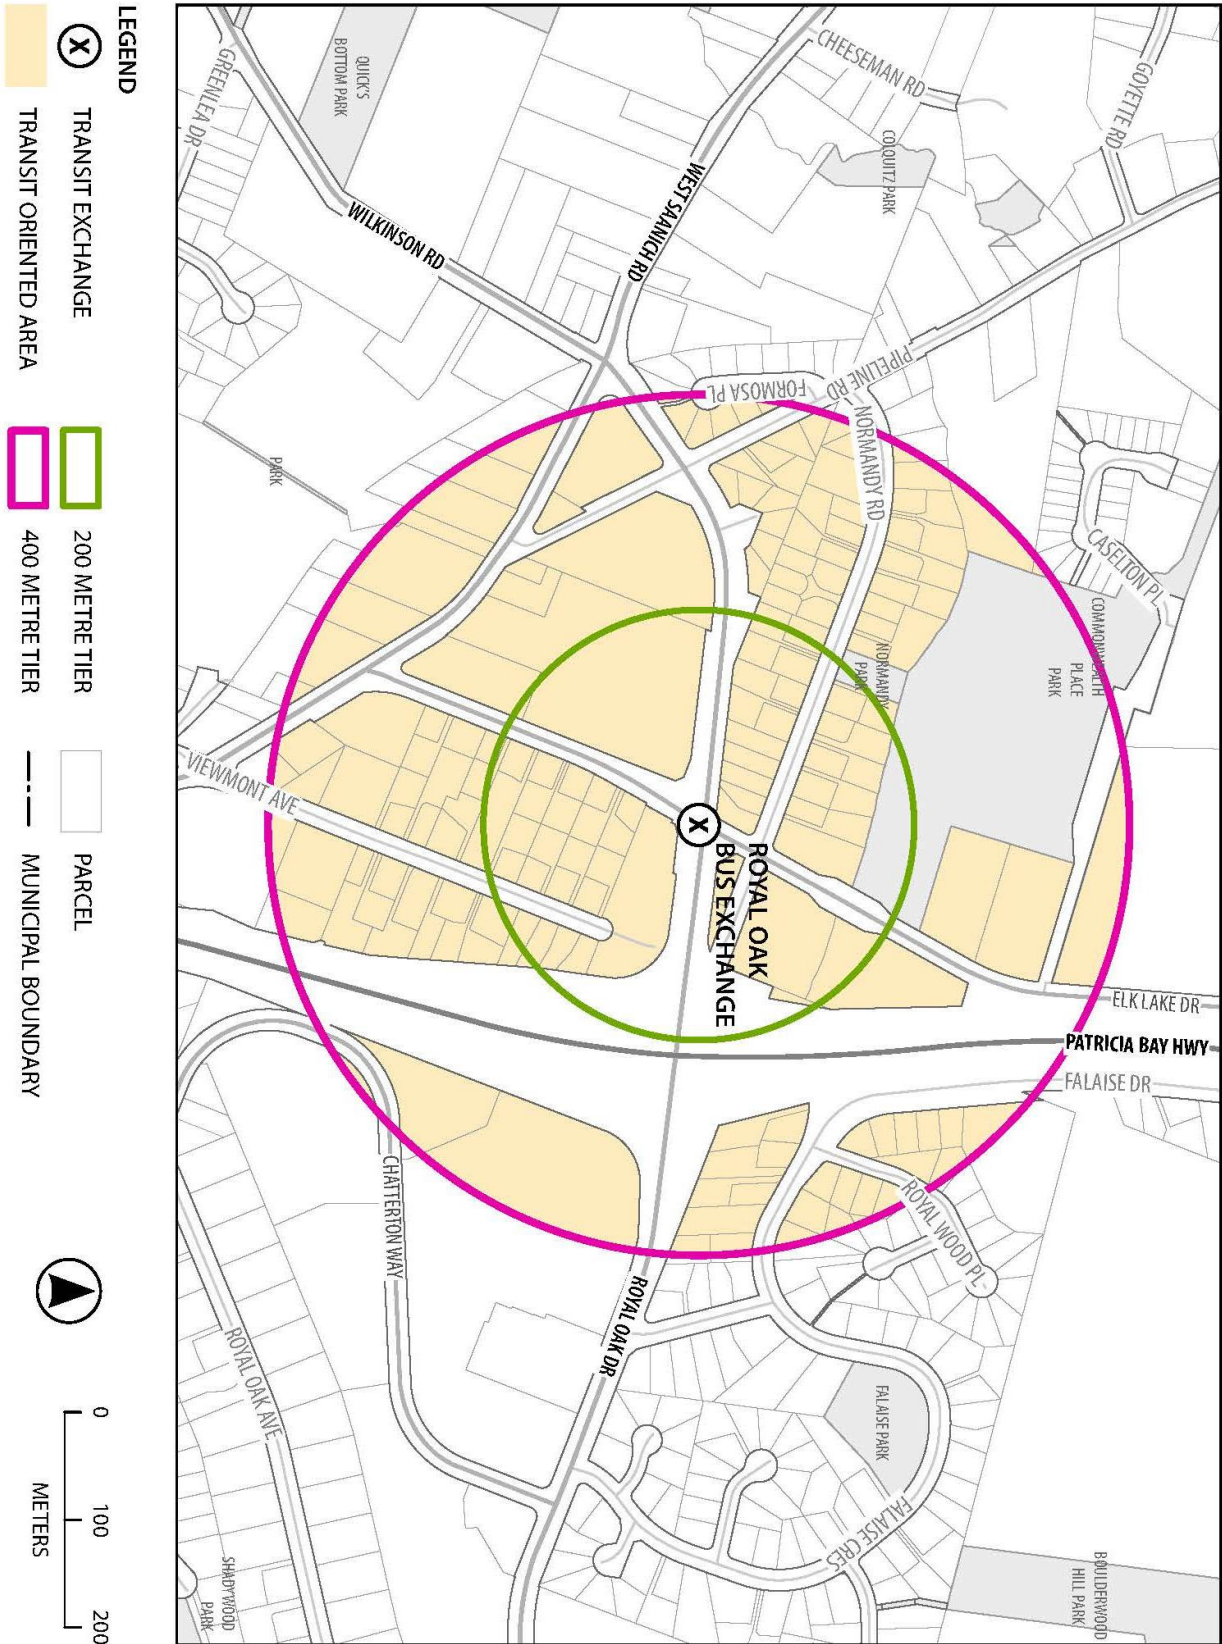 CHEESEMAN RD
GOYETTE RD
QUICK'S
BOTTOM PARK
GREENLEA DR
COLQUITZ PARK
WEST SAANICH RD
WILKINSON RD
PIPELINE RD
FORMOSA PL
NORMANDY RD
CASELTON PL
COMMONWEALTH
PLACE
PARK
PARK
NORMANDY
PARK
VIEWMONT AVE
X
ROYAL OAK
BUS EXCHANGE
ELK LAKE DR
PATRICIA BAY HWY
FALAISE DR
ROYAL WOOD PL
CHATTERTON WAY
ROYAL OAK DR
ROYAL OAK AVE
FALAISE PARK
FALAISE CRES
BOULDERWOOD
HILL PARK
SHADYWOOD
PARK
LEGEND
X TRANSIT EXCHANGE
TRANSIT ORIENTED AREA
200 METRE TIER
400 METRE TIER
PARCEL
MUNICIPAL BOUNDARY
0 100 200
METERS